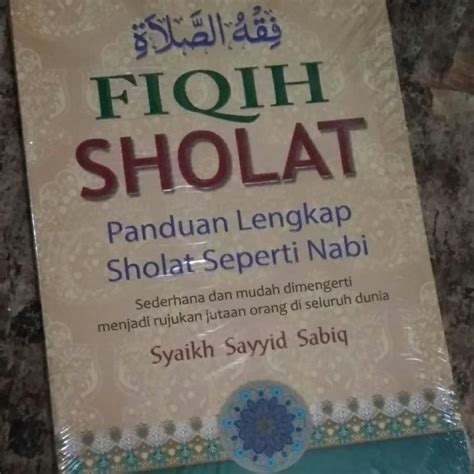 فِقْهُ الصَّلَاةِ
FIQIH
SHOLAT
Panduan Lengkap
Sholat Seperti Nabi
Sederhana dan mudah dimengerti
menjadi rujukan jutaan orang di seluruh dunia
Syaikh Sayyid Sabiq